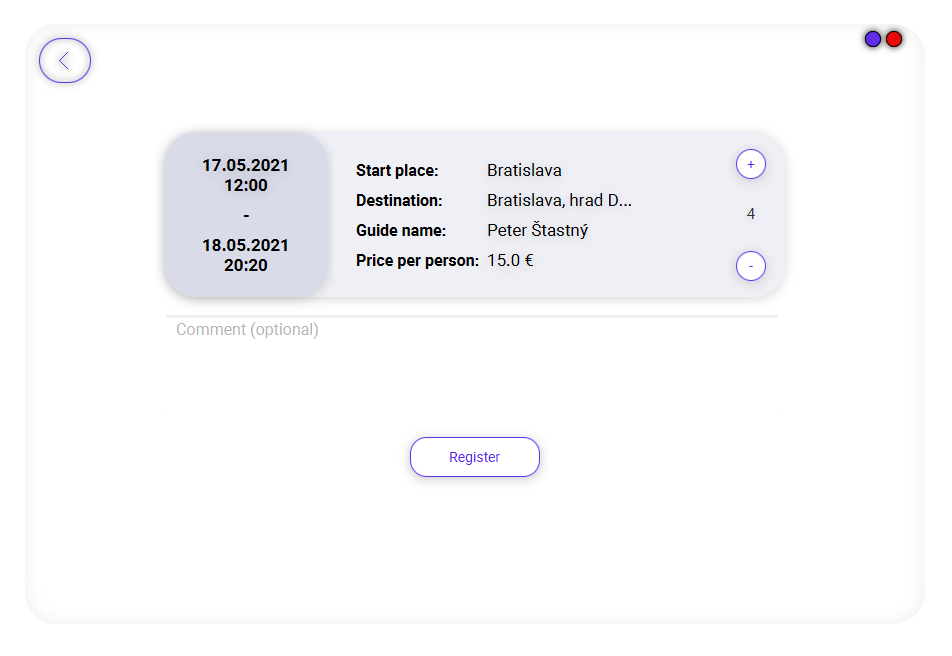 17.05.2021
12:00
-
18.05.2021
20:20
Start place: Bratislava
Destination: Bratislava, hrad D...
Guide name: Peter Štastný
Price per person: 15.0 €
+
4
-
Comment (optional)
Register